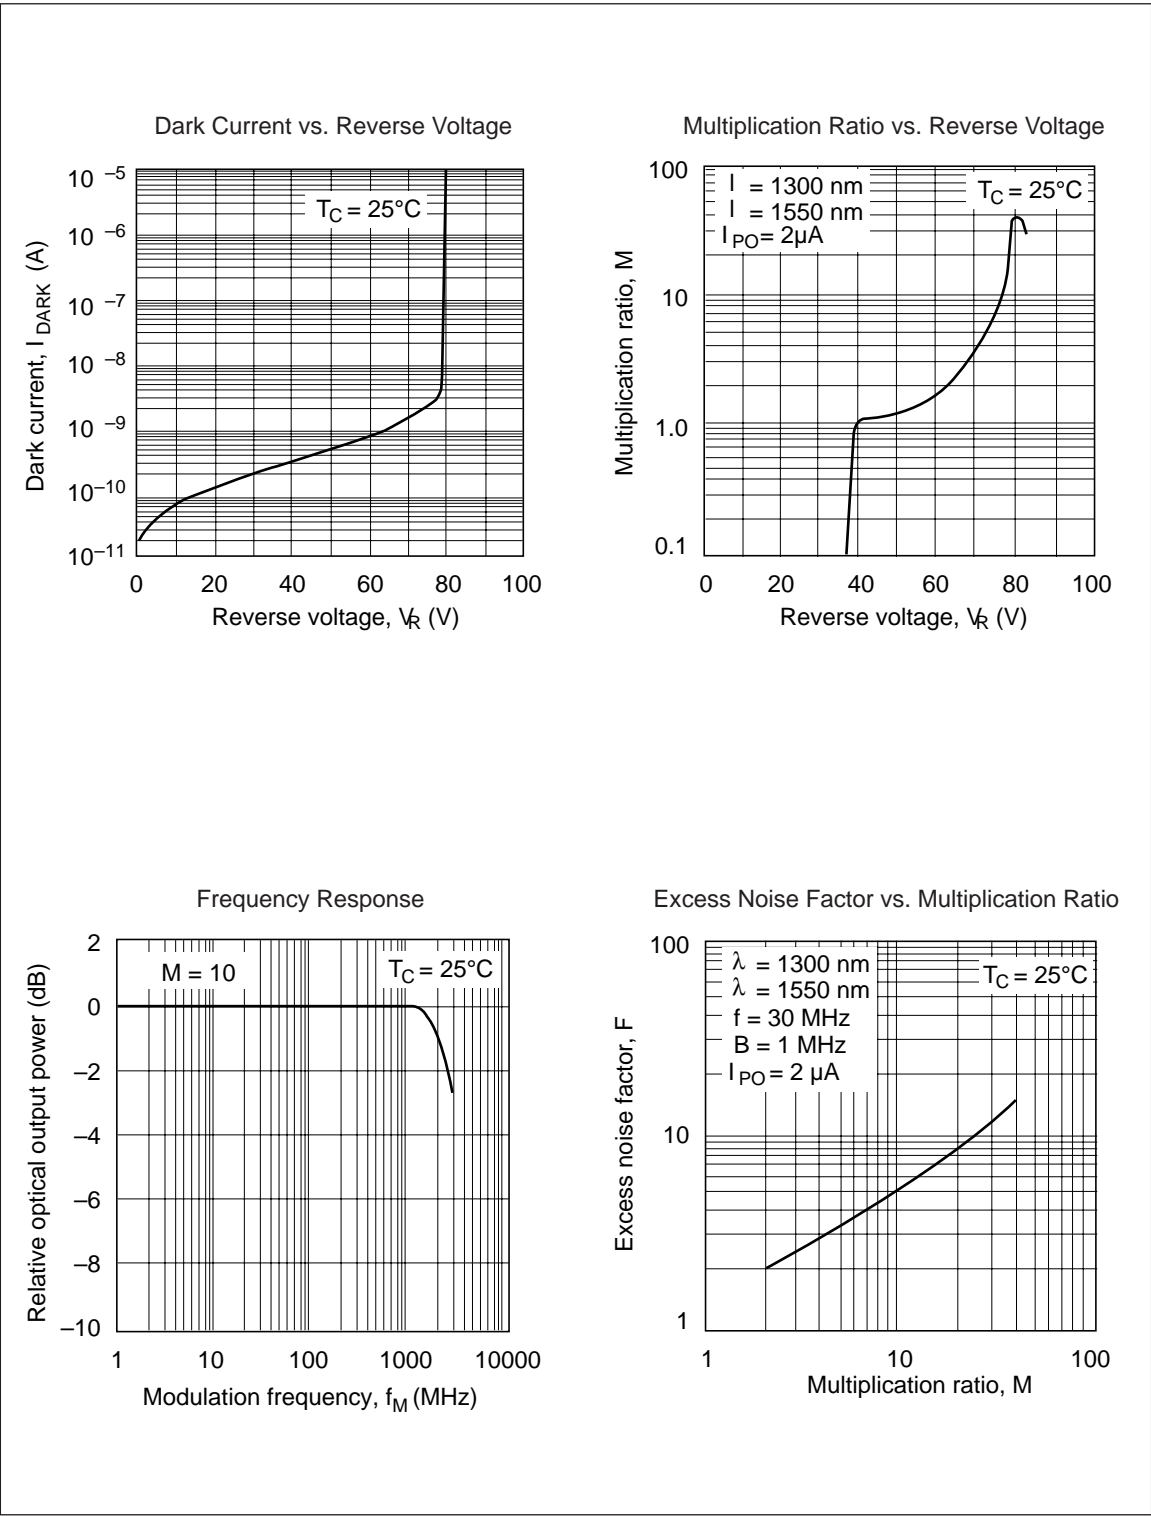 Dark Current vs. Reverse Voltage
10 –5
10 –6
10 –7
10 –8
10 –9
10–10
10–11
TC = 25°C
Dark current, I DARK (A)
0 20 40 60 80 100
Reverse voltage, VR (V)
Multiplication Ratio vs. Reverse Voltage
100
10
1.0
0.1
l = 1300 nm
l = 1550 nm
I PO= 2µA
TC = 25°C
Multiplication ratio, M
0 20 40 60 80 100
Reverse voltage, VR (V)
Frequency Response
2
0
–2
–4
–6
–8
–10
M = 10
TC = 25°C
Relative optical output power (dB)
1 10 100 1000 10000
Modulation frequency, fM (MHz)
Excess Noise Factor vs. Multiplication Ratio
100
10
1
λ = 1300 nm
λ = 1550 nm
f = 30 MHz
B = 1 MHz
I PO = 2 µA
TC = 25°C
Excess noise factor, F
1 10 100
Multiplication ratio, M